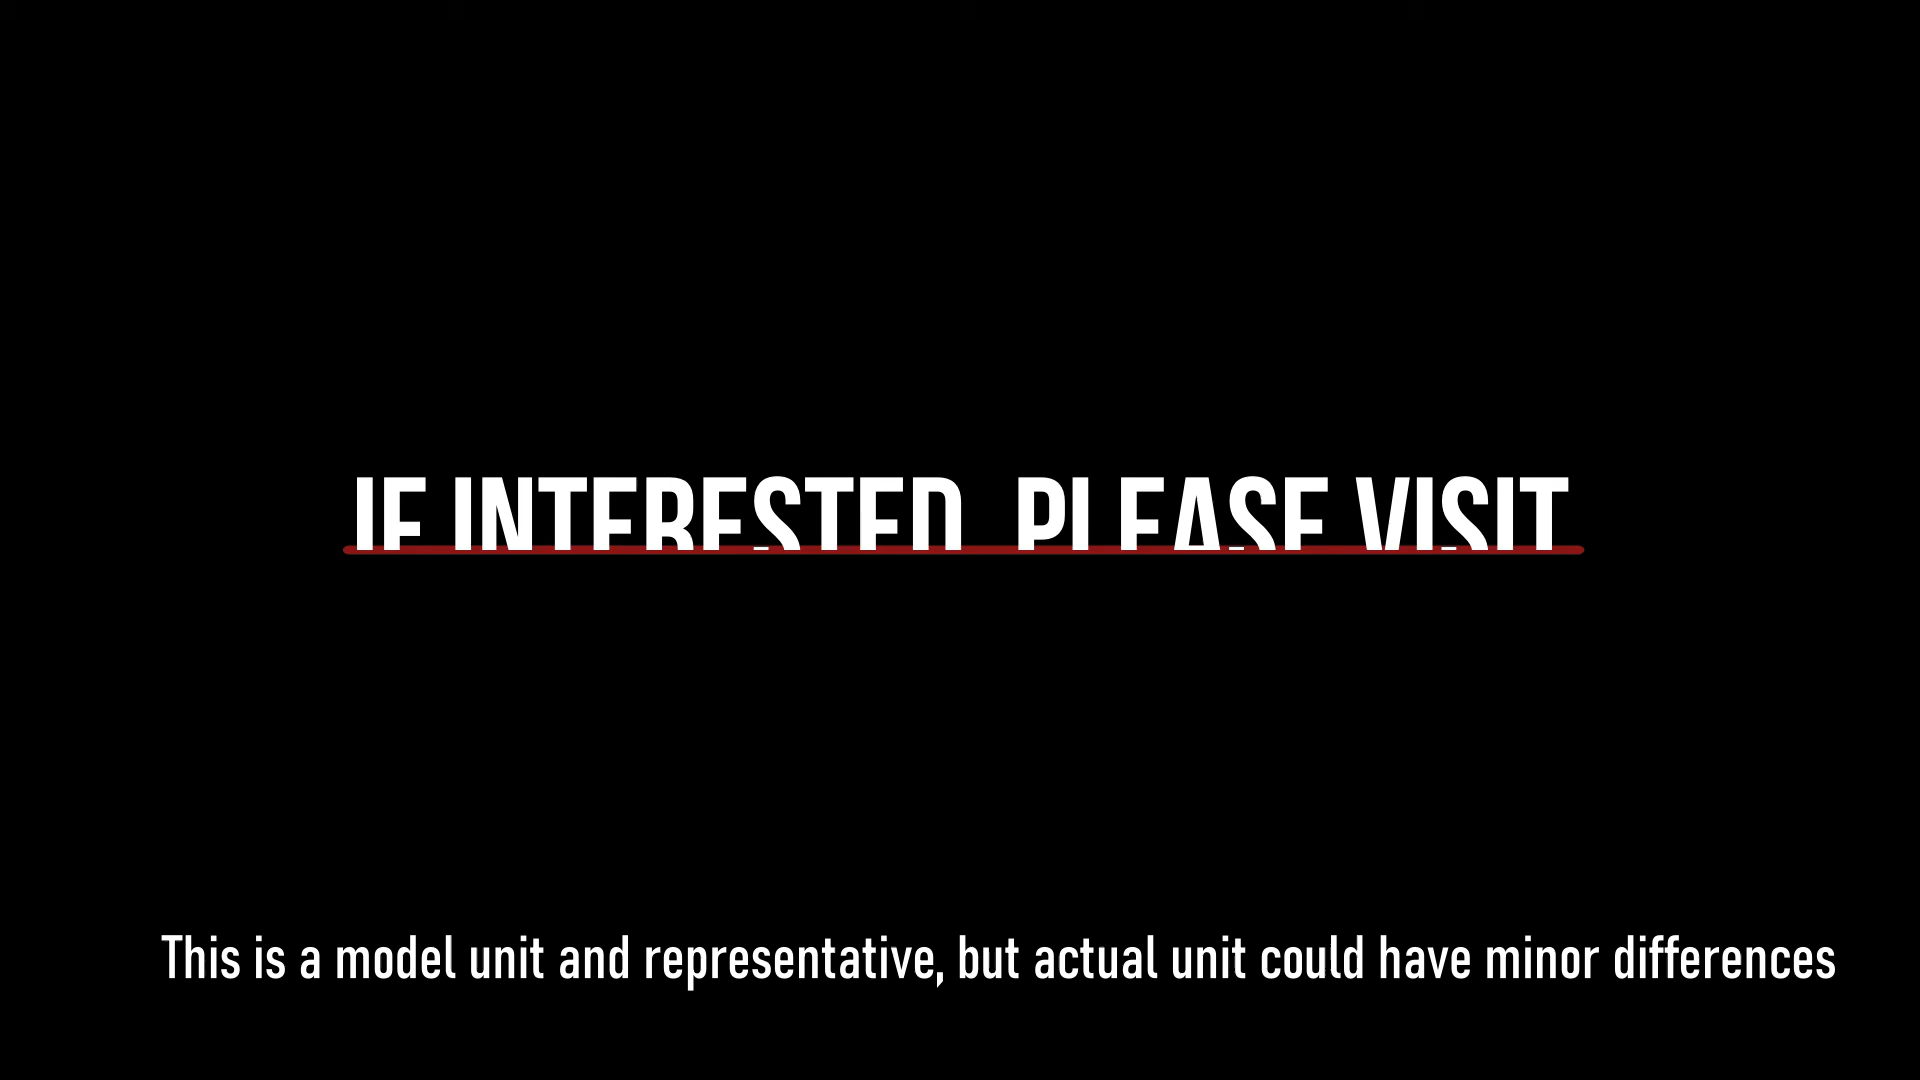 IF INTERESTED, PLEASE VISIT
This is a model unit and representative, but actual unit could have minor differences